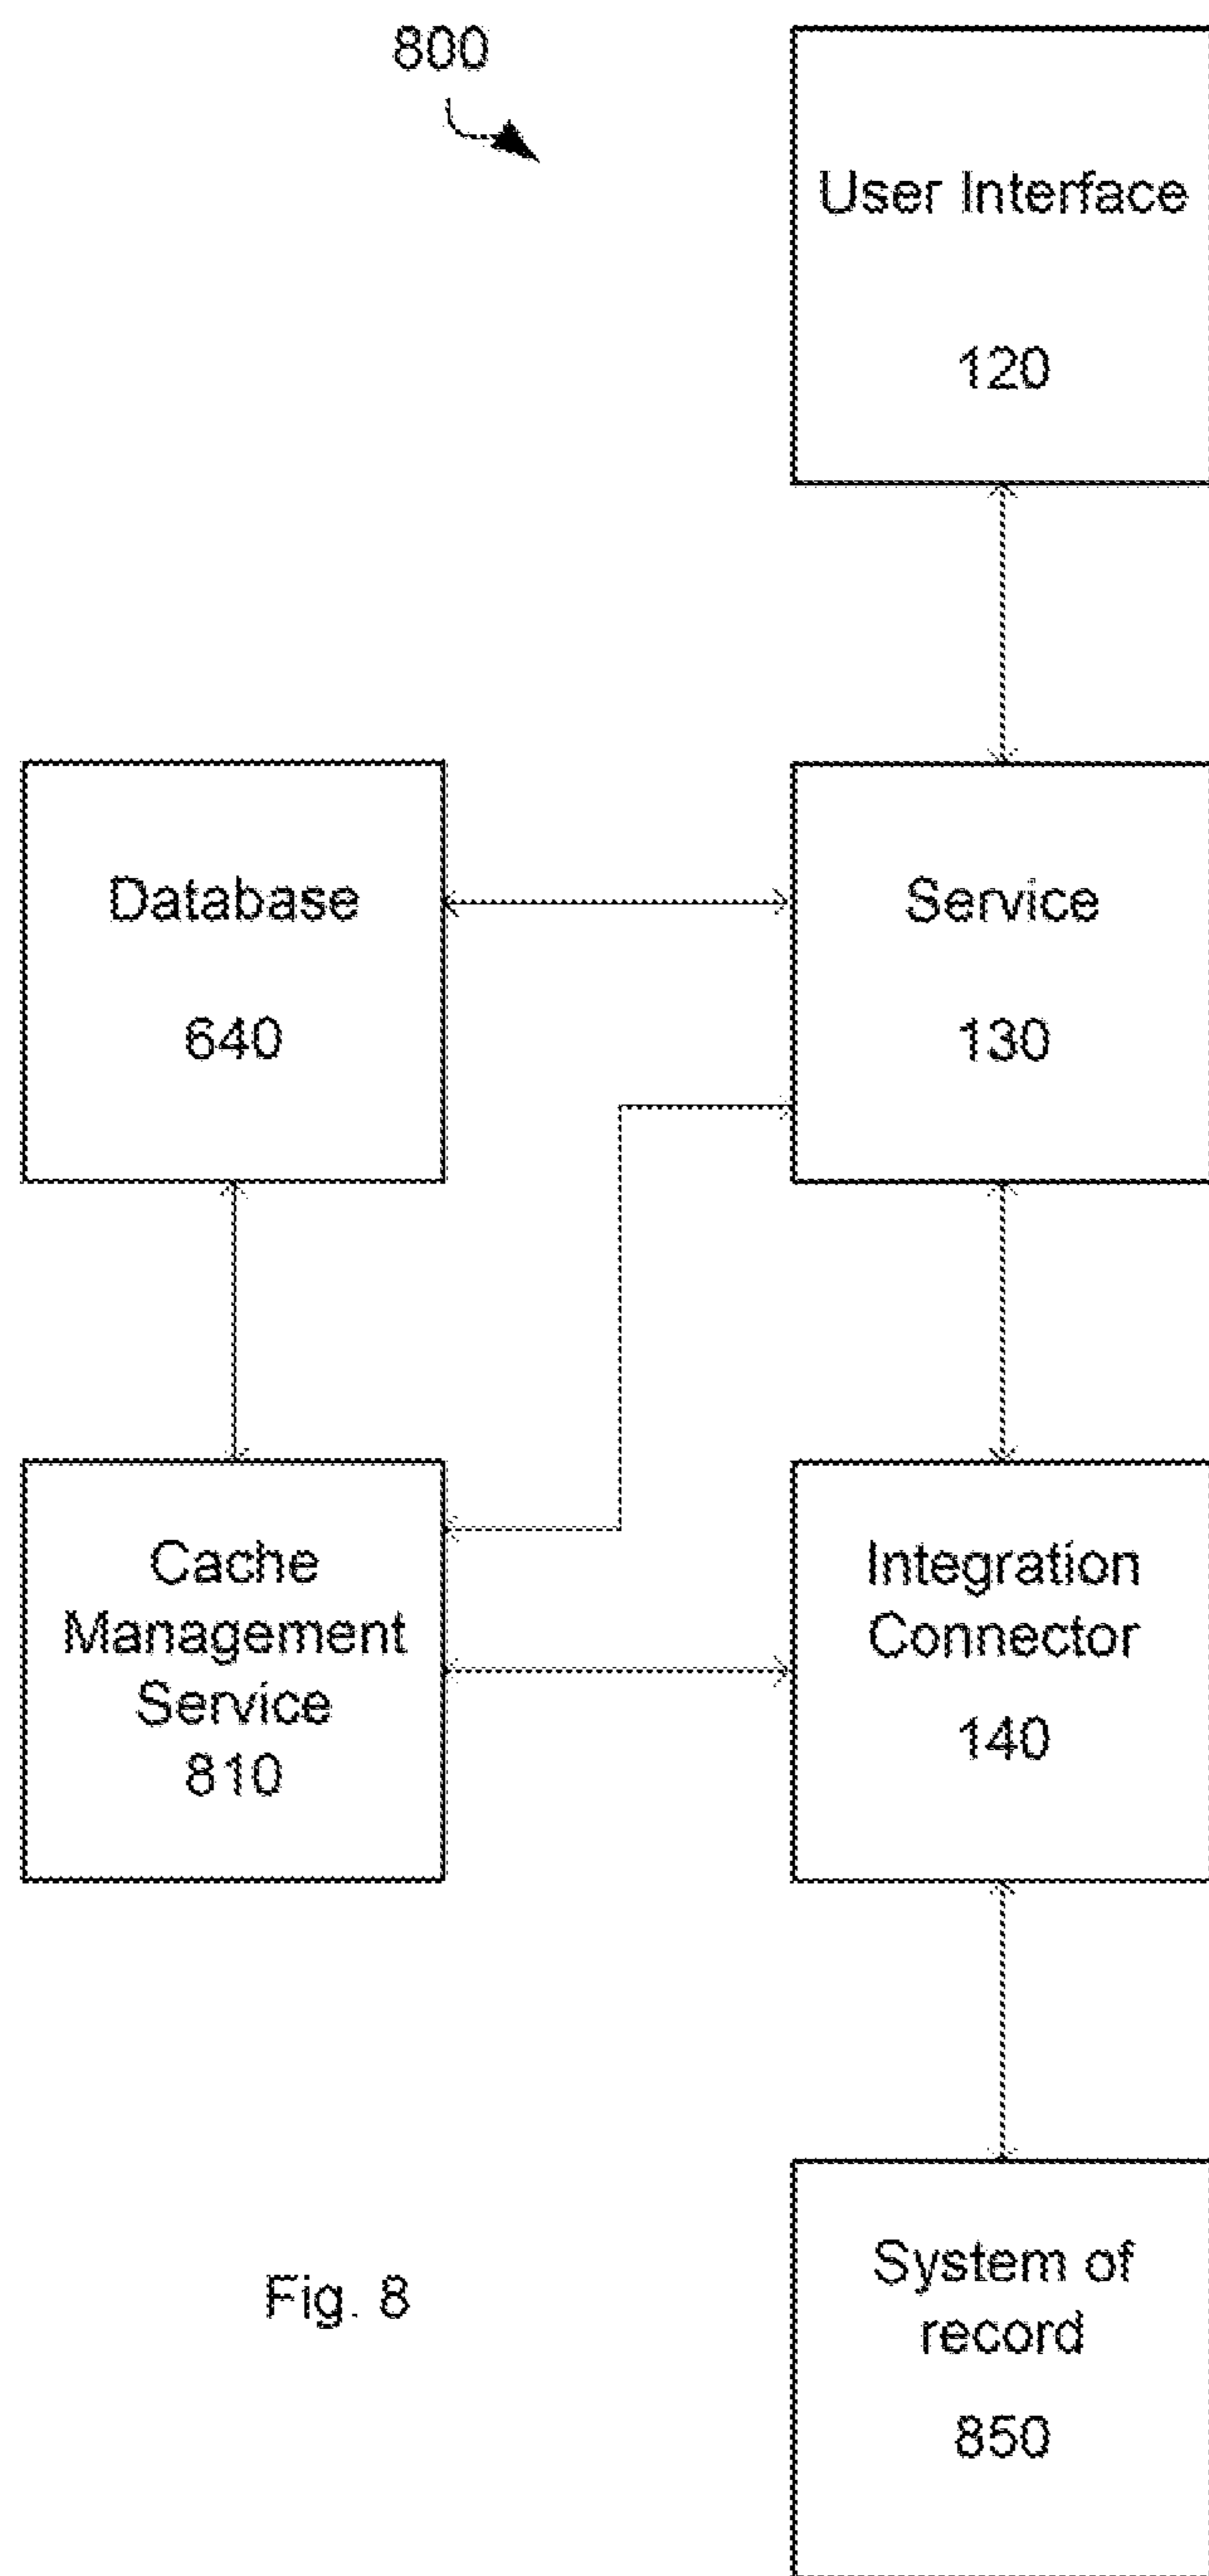 800
User Interface
120
Database
640
Service
130
Cache
Management
Service
810
Integration
Connector
140
Fig. 8
System of
record
850